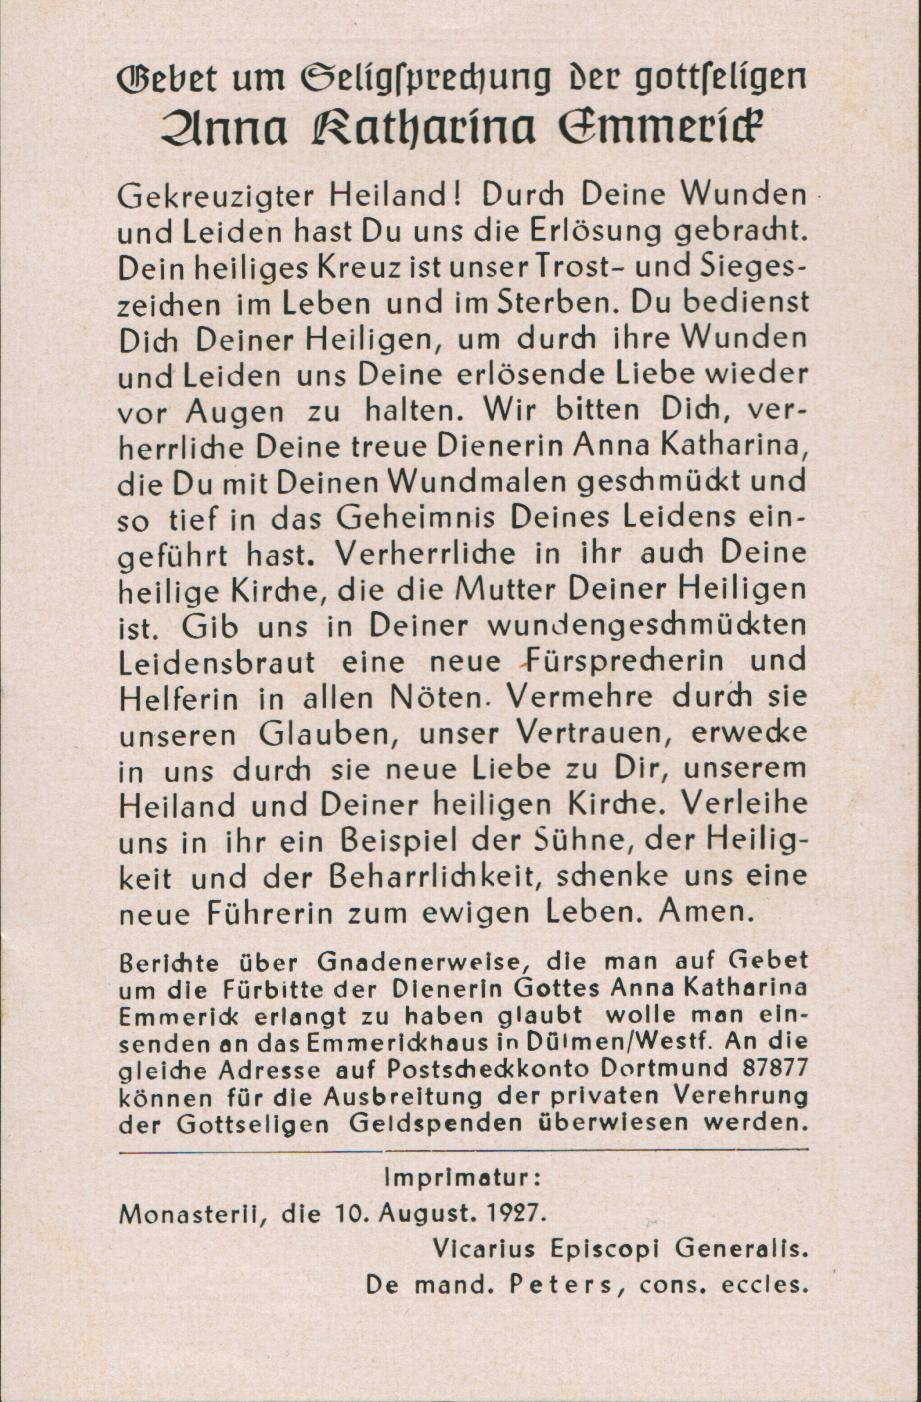 Gebet um Seligsprechung der gottseligen
Anna Katharina Emmerick
Gekreuzigter Heiland! Durch Deine Wunden
und Leiden hast Du uns die Erlösung gebracht.
Dein heiliges Kreuz ist unser Trost- und Sieges-
zeichen im Leben und im Sterben. Du bedienst
Dich Deiner Heiligen, um durch ihre Wunden
und Leiden uns Deine erlösende Liebe wieder
vor Augen zu halten. Wir bitten Dich, ver-
herrliche Deine treue Dienerin Anna Katharina,
die Du mit Deinen Wundmalen geschmückt und
so tief in das Geheimnis Deines Leidens ein-
geführt hast. Verherrliche in ihr auch Deine
heilige Kirche, die die Mutter Deiner Heiligen
ist. Gib uns in Deiner wundengeschmückten
Leidensbraut eine neue Fürsprecherin und
Helferin in allen Nöten. Vermehre durch sie
unseren Glauben, unser Vertrauen, erwecke
in uns durch sie neue Liebe zu Dir, unserem
Heiland und Deiner heiligen Kirche. Verleihe
uns in ihr ein Beispiel der Sühne, der Heilig-
keit und der Beharrlichkeit, schenke uns eine
neue Führerin zum ewigen Leben. Amen.
Berichte über Gnadenerweise, die man auf Gebet
um die Fürbitte der Dienerin Gottes Anna Katharina
Emmerick erlangt zu haben glaubt wolle man ein-
senden an das Emmerickhaus in Dülmen/Westf. An die
gleiche Adresse auf Postscheckkonto Dortmund 87877
können für die Ausbreitung der privaten Verehrung
der Gottseligen Geldspenden überwiesen werden.
Imprimatur:
Monasterii, die 10. August. 1927.
Vicarius Episcopi Generalis.
De mand. Peters, cons. eccles.